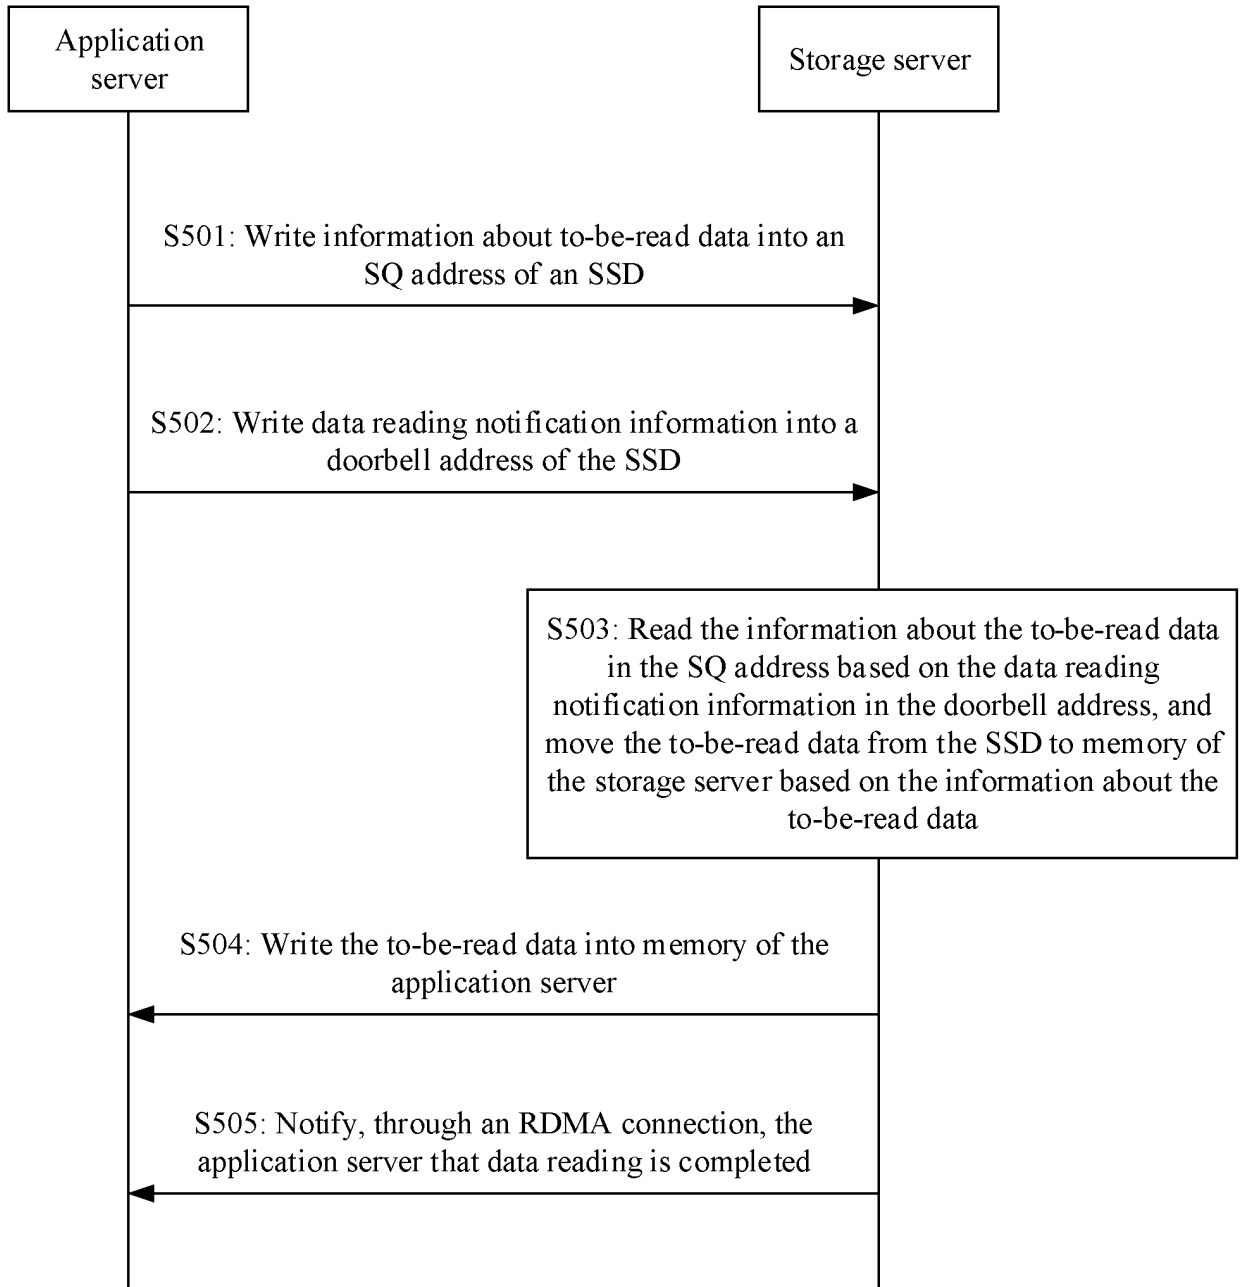 Application
server
Storage server
S501: Write information about to-be-read data into an
SQ address of an SSD
S502: Write data reading notification information into a
doorbell address of the SSD
S503: Read the information about the to-be-read data
in the SQ address based on the data reading
notification information in the doorbell address, and
move the to-be-read data from the SSD to memory of
the storage server based on the information about the
to-be-read data
S504: Write the to-be-read data into memory of the
application server
S505: Notify, through an RDMA connection, the
application server that data reading is completed